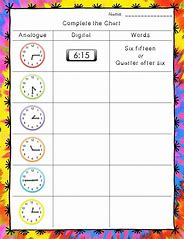 Name:
Complete the Chart
Analogue Digital Words
6:15
Six fifteen
or
Quarter after six